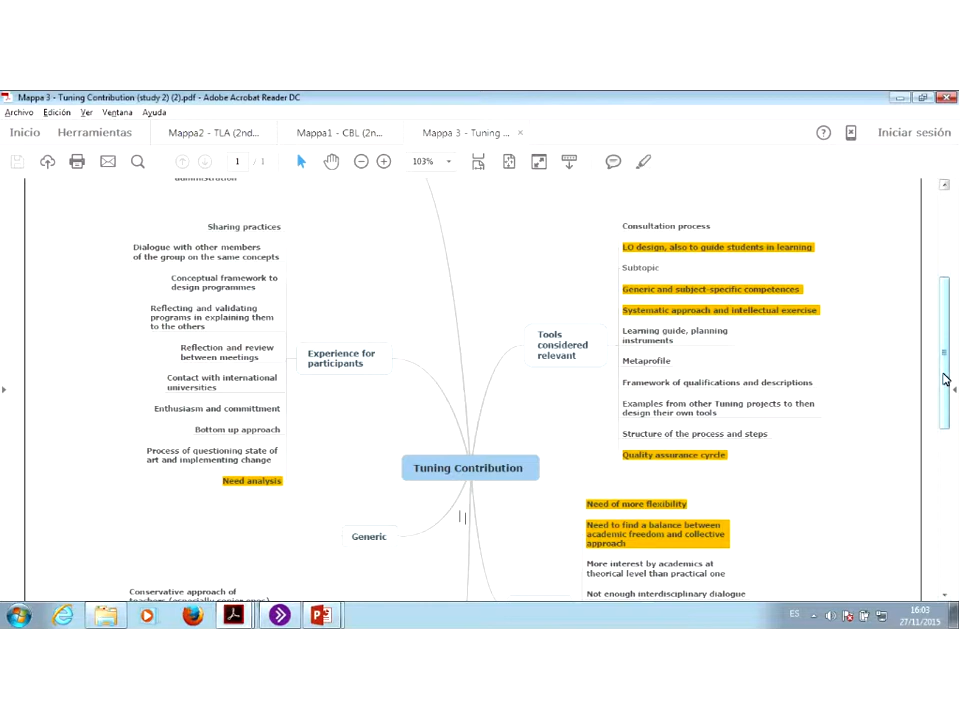 Mappa 3 - Tuning Contribution (study 2) (2).pdf - Adobe Acrobat Reader DC
Archivo Edición Ver Ventana Ayuda
Inicio Herramientas Mappa2 - TLA (2nd... Mappa1 - CBL (2n... Mappa 3 - Tuning ... × Iniciar sesión
1 / 1 103%
administration
Sharing practices
Dialogue with other members
of the group on the same concepts
Conceptual framework to
design programmes
Reflecting and validating
programs in explaining them
to the others
Reflection and review
between meetings
Contact with international
universities
Enthusiasm and committment
Bottom up approach
Process of questioning state of
art and implementing change
Need analysis
Experience for
participants
Consultation process
LO design, also to guide students in learning
Subtopic
Generic and subject-specific competences
Systematic approach and intellectual exercise
Learning guide, planning
instruments
Metaprofile
Framework of qualifications and descriptions
Examples from other Tuning projects to then
design their own tools
Structure of the process and steps
Quality assurance cyrcle
Tools
considered
relevant
Tuning Contribution
Generic
Need of more flexibility
Need to find a balance between
academic freedom and collective
approach
More interest by academics at
theorical level than practical one
Not enough interdisciplinary dialogue
Conservative approach of
teachers (especially senior ones)
ES 16:03
27/11/2015